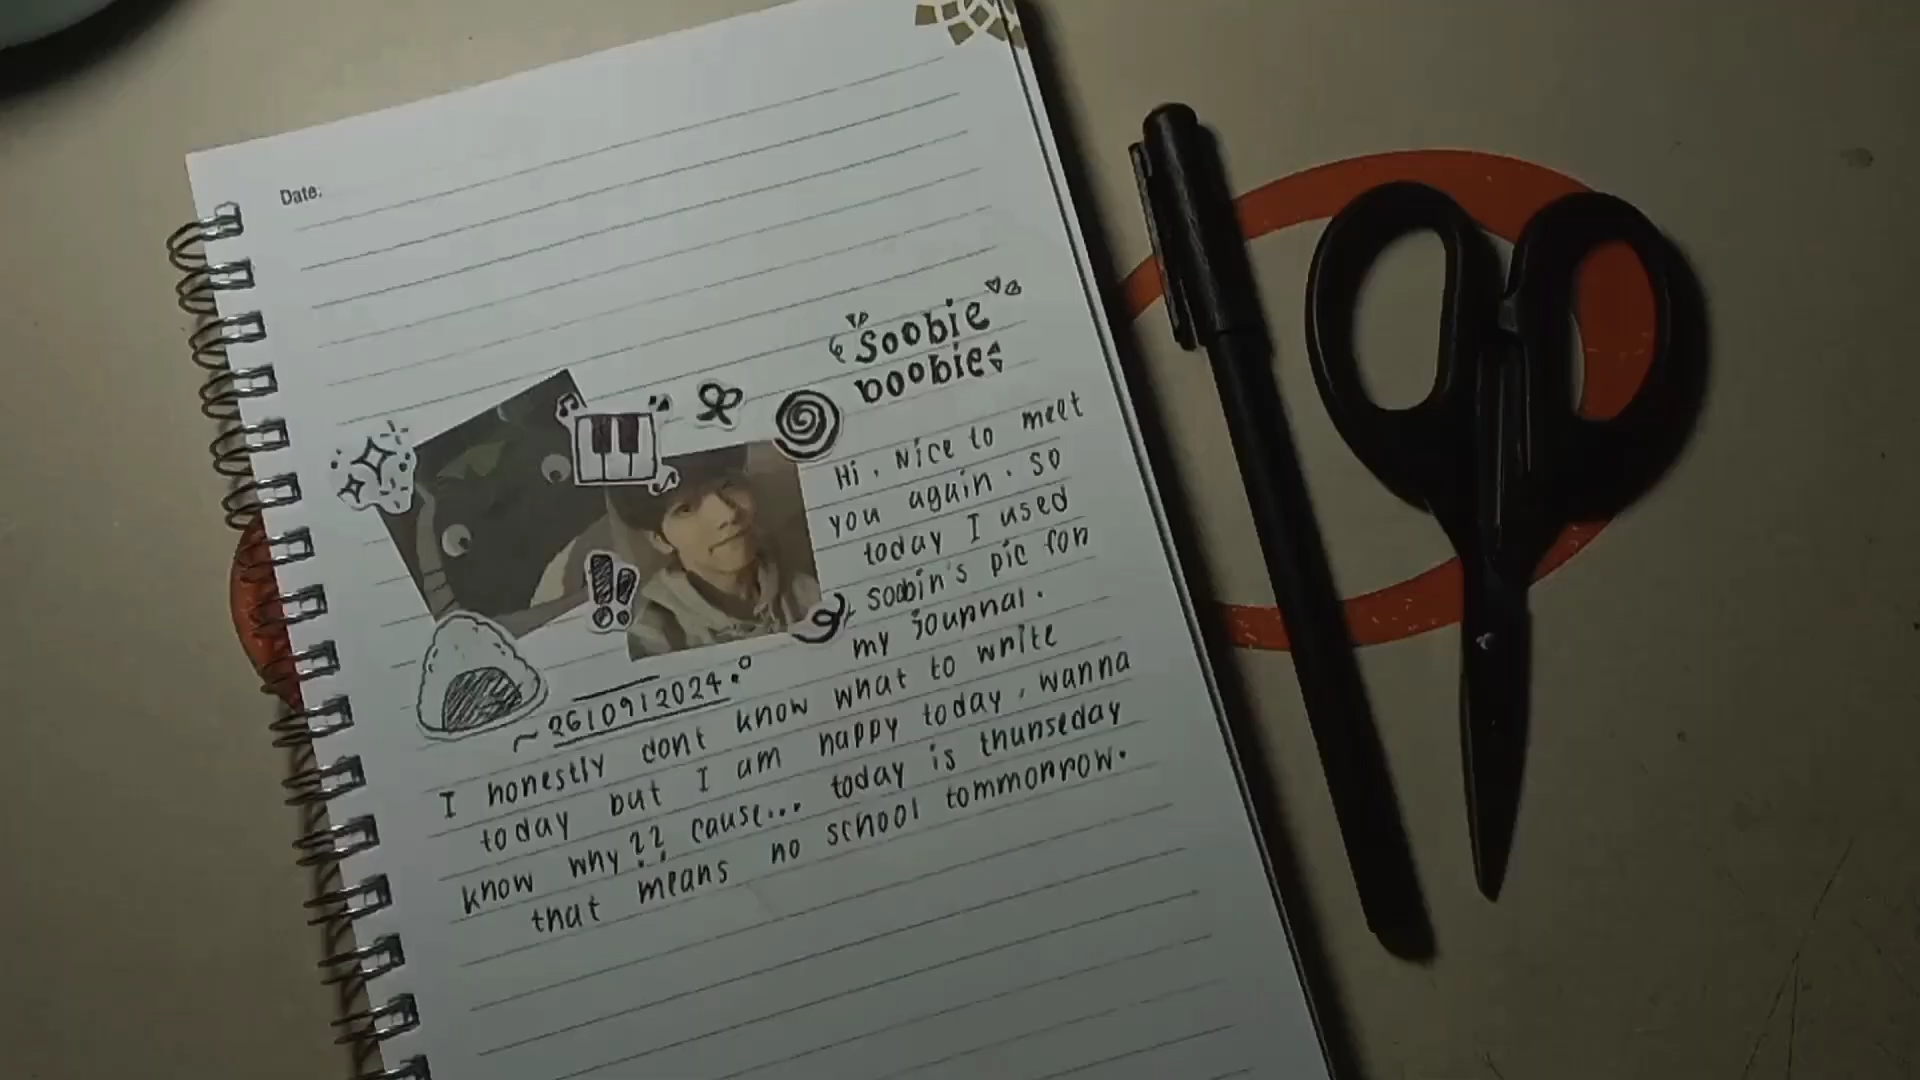 Date.
Soobie
boobie
Hi. Nice to meet
you again. so
today I used
soobin's pic for
my journal.
~26/09/2024.
I honestly dont know what to write
today but I am happy today, wanna
know why?? cause... today is thurseday
that means no school tommorrow.